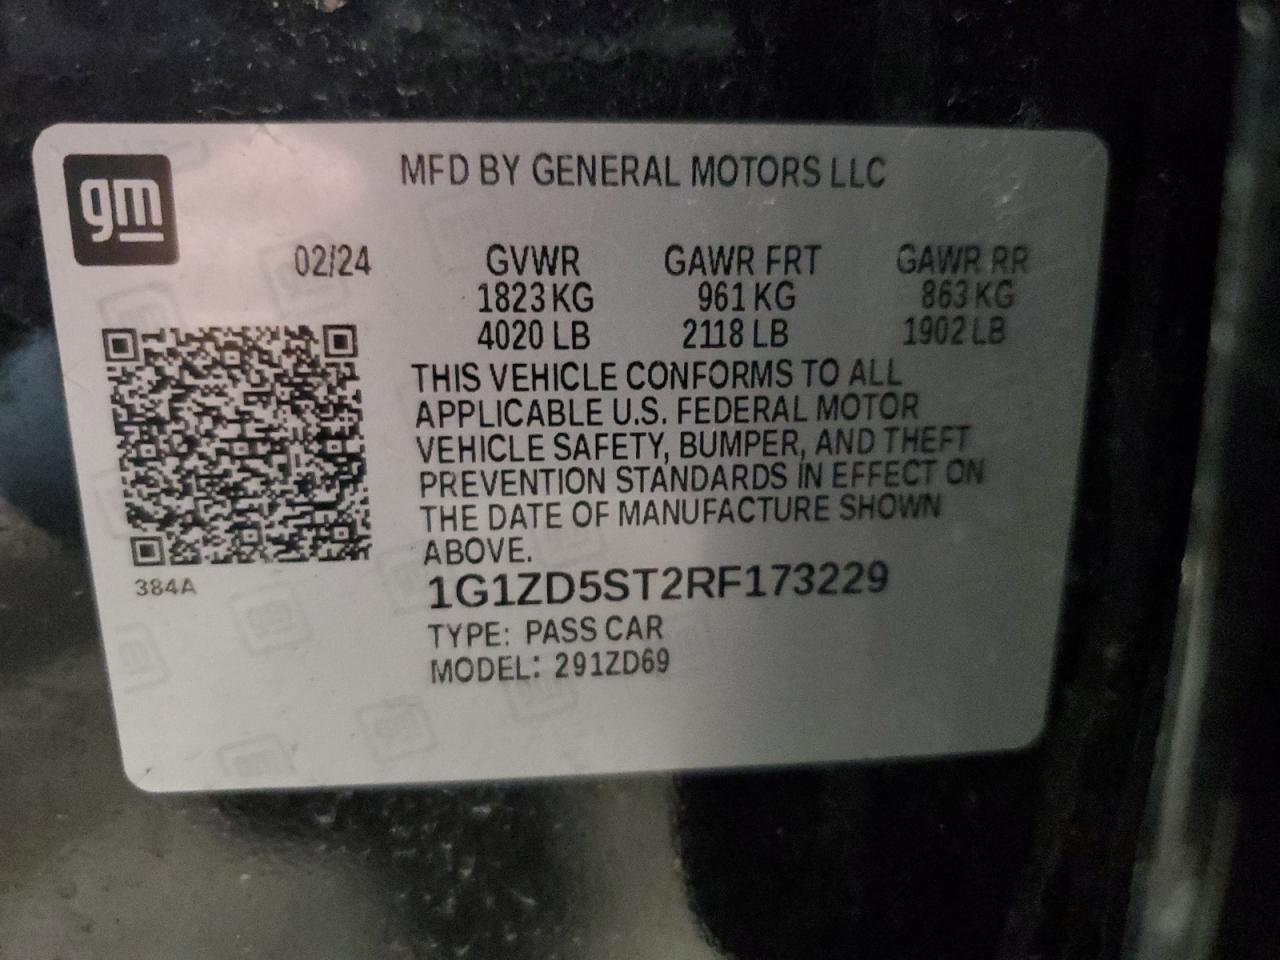 gm
MFD BY GENERAL MOTORS LLC
02/24 GVWR GAWR FRT GAWR RR
1823 KG 961 KG 863 KG
4020 LB 2118 LB 1902 LB
THIS VEHICLE CONFORMS TO ALL
APPLICABLE U.S. FEDERAL MOTOR
VEHICLE SAFETY, BUMPER, AND THEFT
PREVENTION STANDARDS IN EFFECT ON
THE DATE OF MANUFACTURE SHOWN
ABOVE.
384A
1G1ZD5ST2RF173229
TYPE: PASS CAR
MODEL: 291ZD69